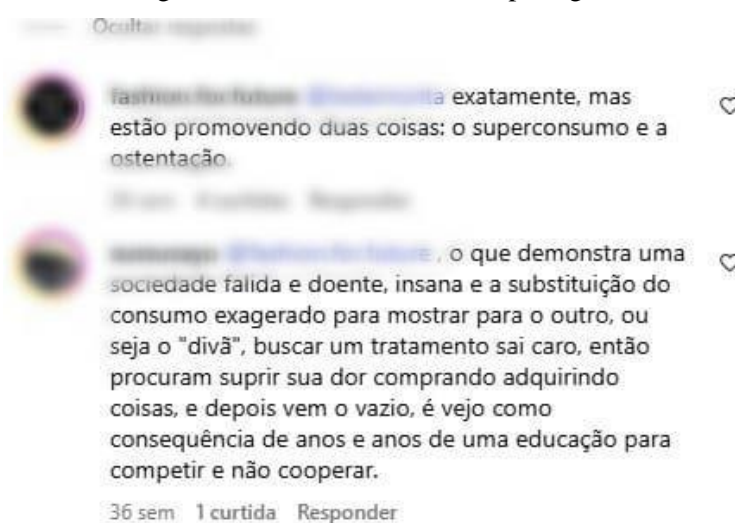 Ocultar respostas
exatamente, mas
estão promovendo duas coisas: o superconsumo e a
ostentação.
, o que demonstra uma
sociedade falida e doente, insana e a substituição do
consumo exagerado para mostrar para o outro, ou
seja o "divã", buscar um tratamento sai caro, então
procuram suprir sua dor comprando adquirindo
coisas, e depois vem o vazio, é vejo como
consequência de anos e anos de uma educação para
competir e não cooperar.
36 sem 1 curtida Responder